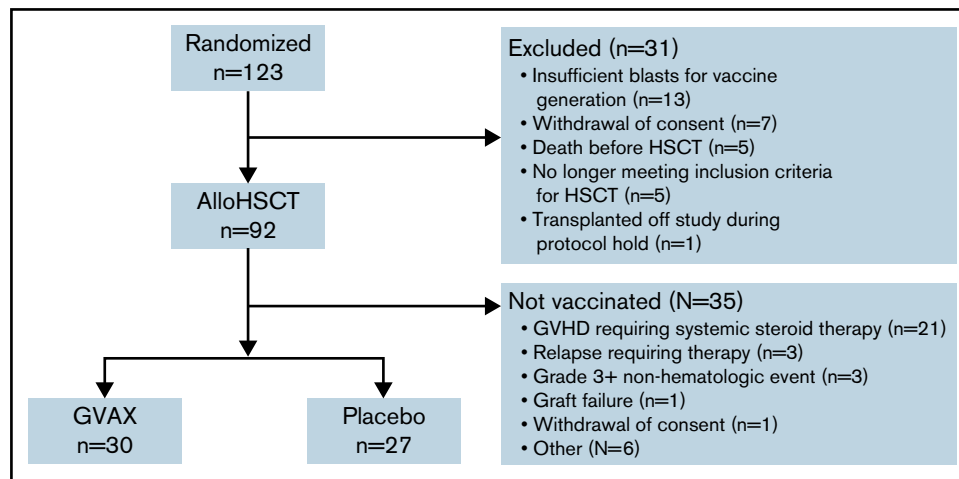 Randomized
n=123
Excluded (n=31)
• Insufficient blasts for vaccine
generation (n=13)
• Withdrawal of consent (n=7)
• Death before HSCT (n=5)
• No longer meeting inclusion criteria
for HSCT (n=5)
• Transplanted off study during
protocol hold (n=1)
AlloHSCT
n=92
Not vaccinated (N=35)
• GVHD requiring systemic steroid therapy (n=21)
• Relapse requiring therapy (n=3)
• Grade 3+ non-hematologic event (n=3)
• Graft failure (n=1)
• Withdrawal of consent (n=1)
• Other (N=6)
GVAX
n=30
Placebo
n=27